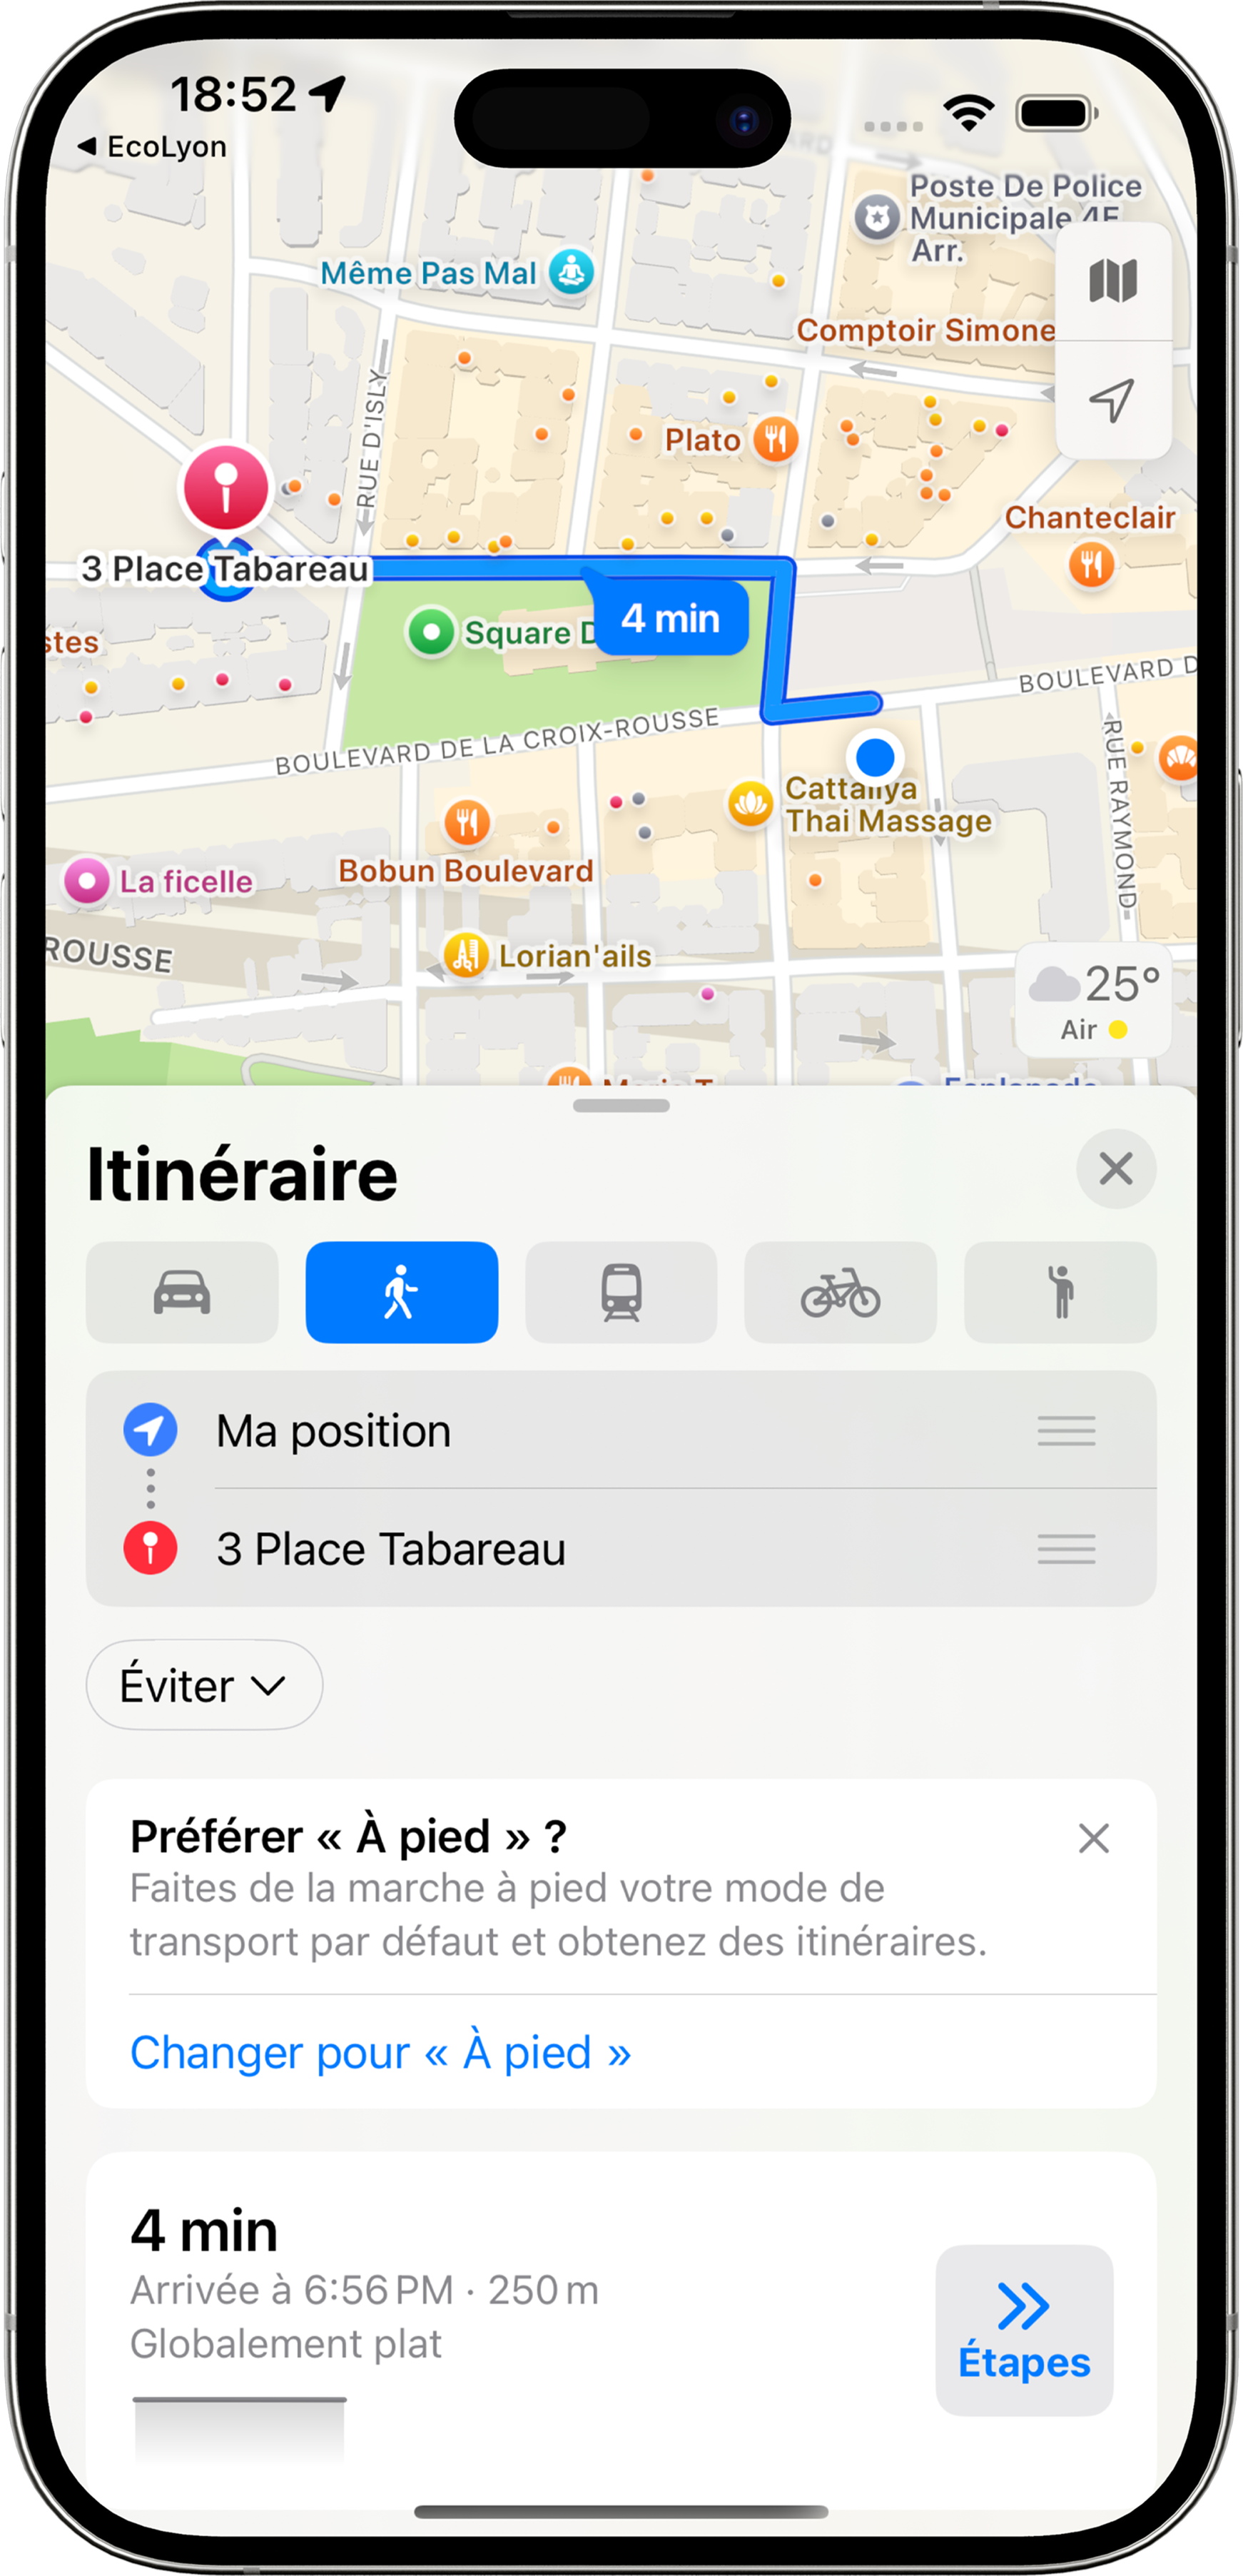 18:52
EcoLyon
Poste De Police
Municipale 4E
Arr.
Même Pas Mal
Comptoir Simone
RUE D'ISLY
Plato
Chanteclair
3 Place Tabareau
4 min
Square D
stes
BOULEVARD D
BOULEVARD DE LA CROIX-ROUSSE
RUE RAYMOND
Cattaliya
Thai Massage
Bobun Boulevard
La ficelle
ROUSSE
Lorian'ails
25°
Air
Itinéraire
Ma position
3 Place Tabareau
Éviter
Préférer « À pied » ?
Faites de la marche à pied votre mode de
transport par défaut et obtenez des itinéraires.
Changer pour « À pied »
4 min
Arrivée à 6:56 PM · 250 m
Globalement plat
Étapes